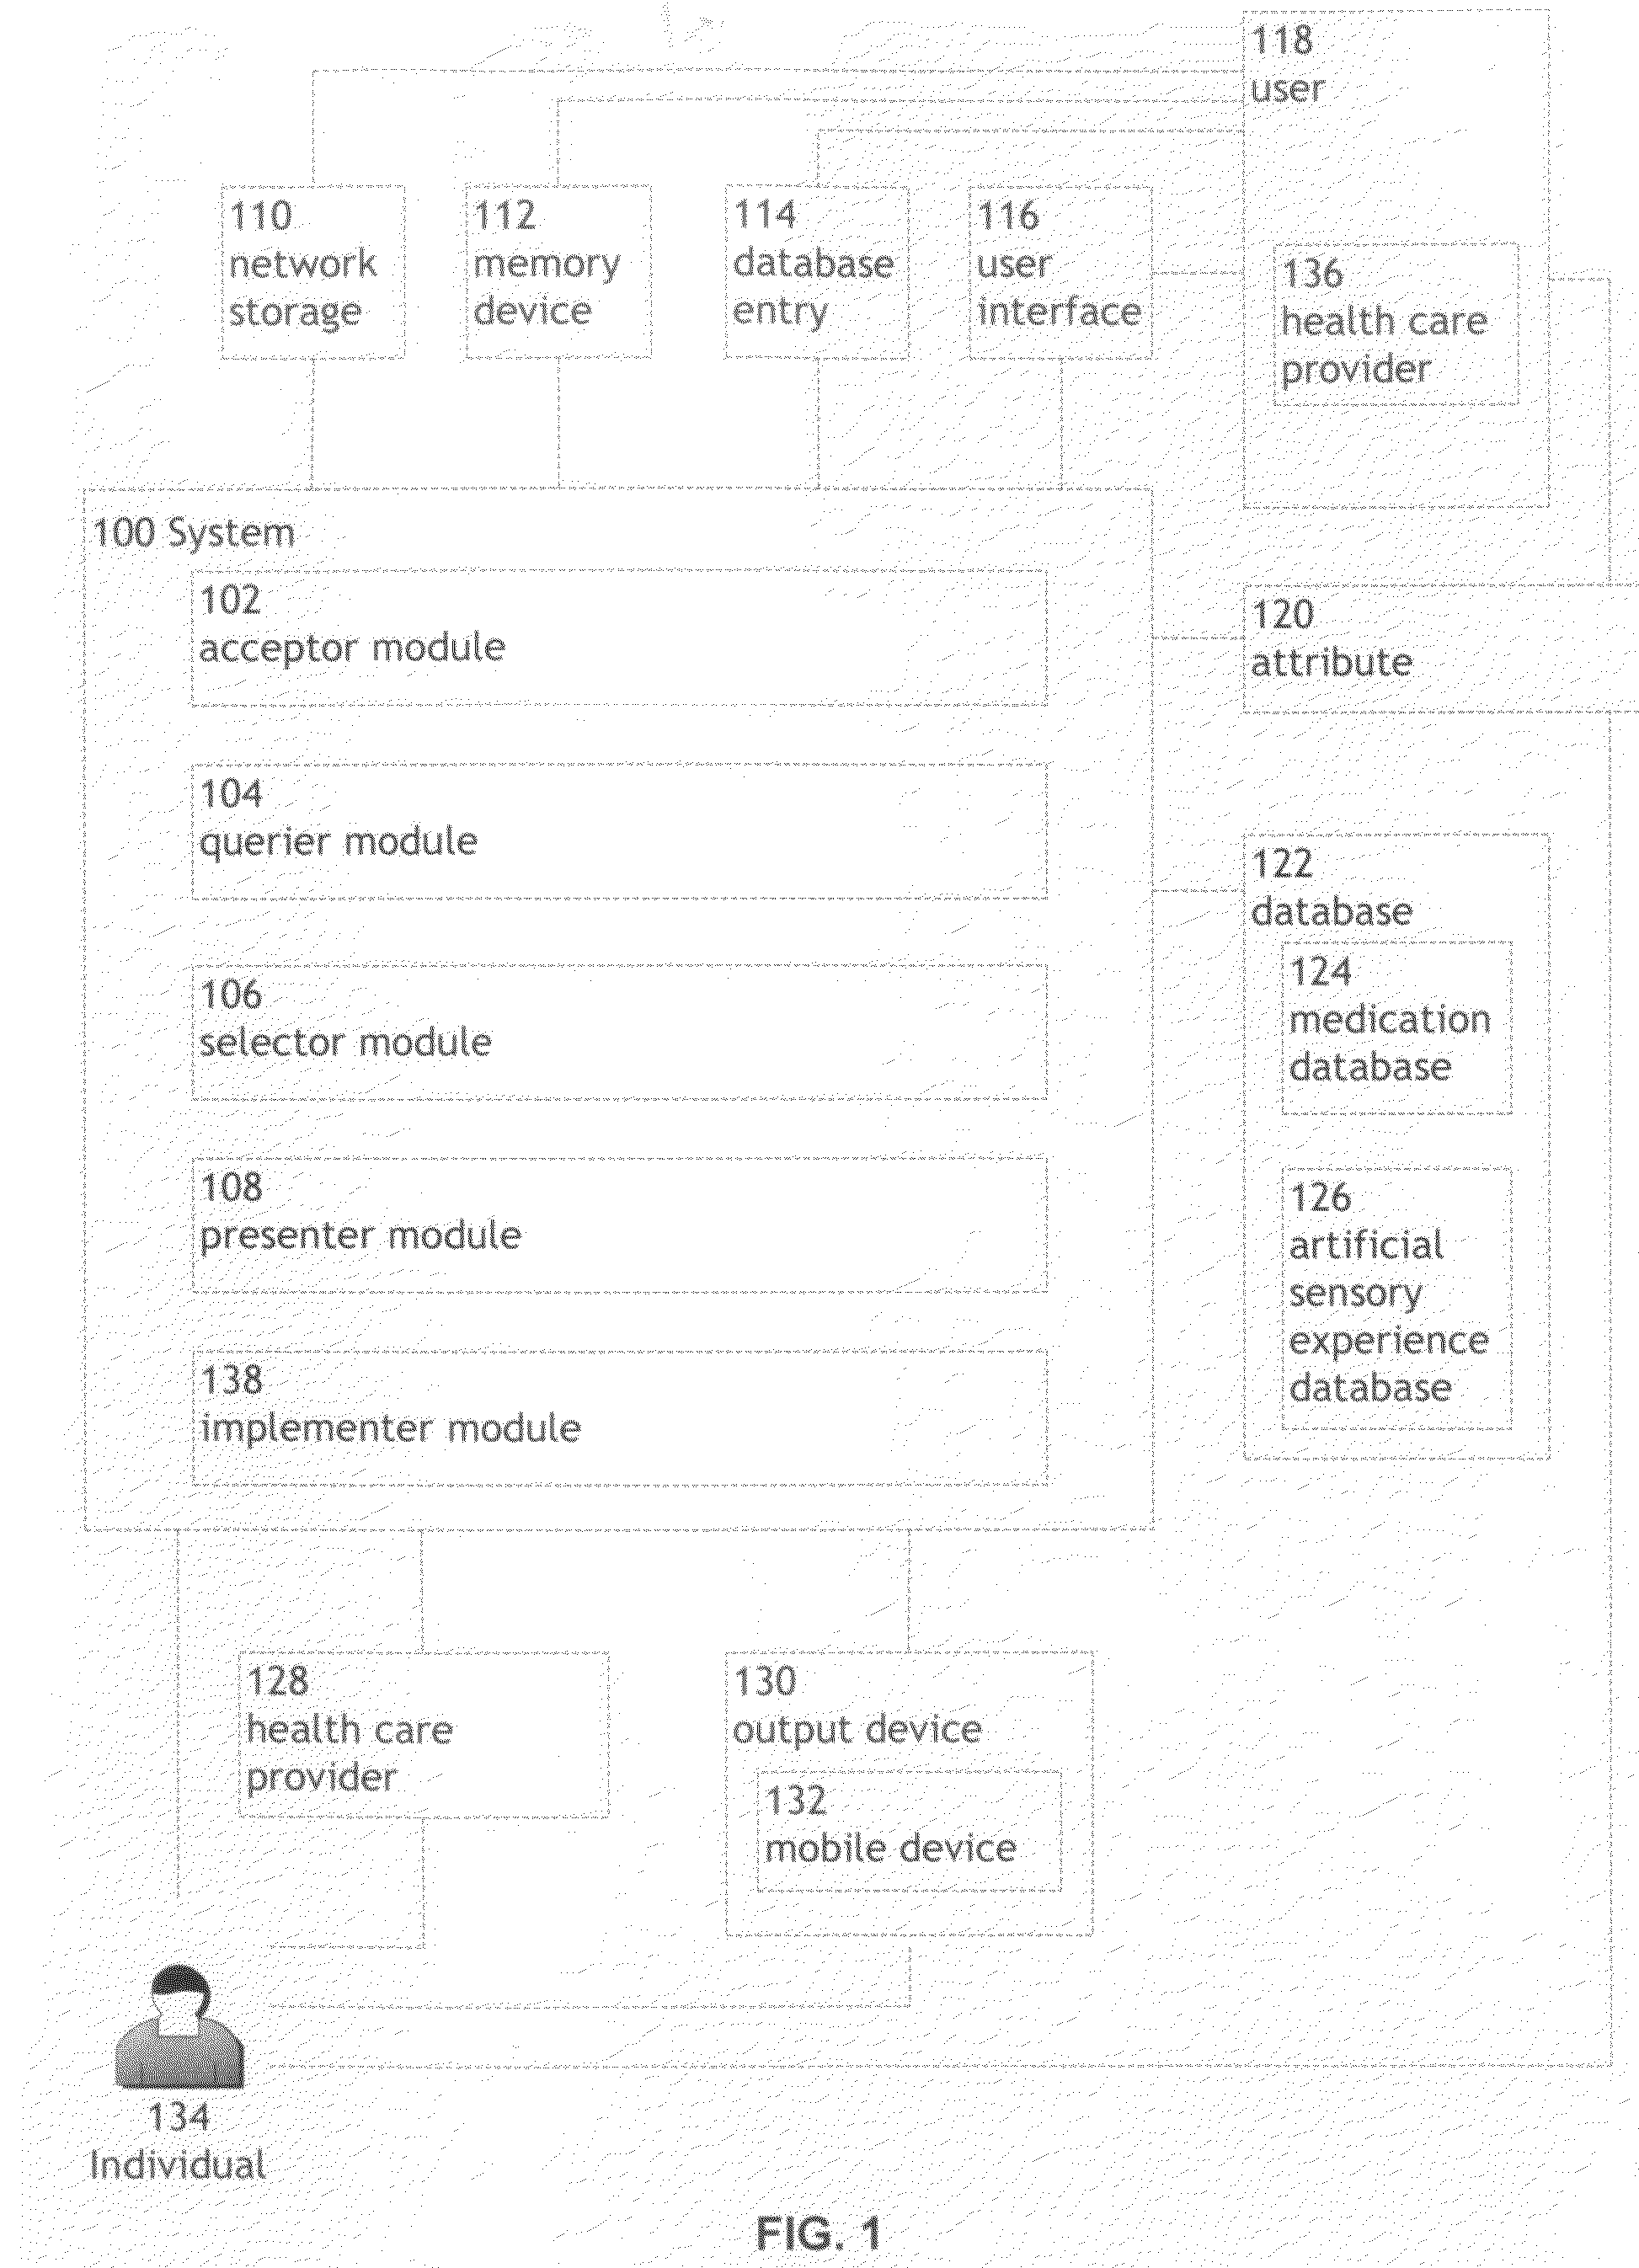 118
user
110
network
storage
112
memory
device
114
database
entry
116
user
interface
136
health care
provider
100 System
102
acceptor module
120
attribute
104
querier module
122
database
124
medication
database
106
selector module
108
presenter module
126
artificial
sensory
experience
database
138
implementer module
128
health care
provider
130
output device
132
mobile device
134
Individual
FIG. 1